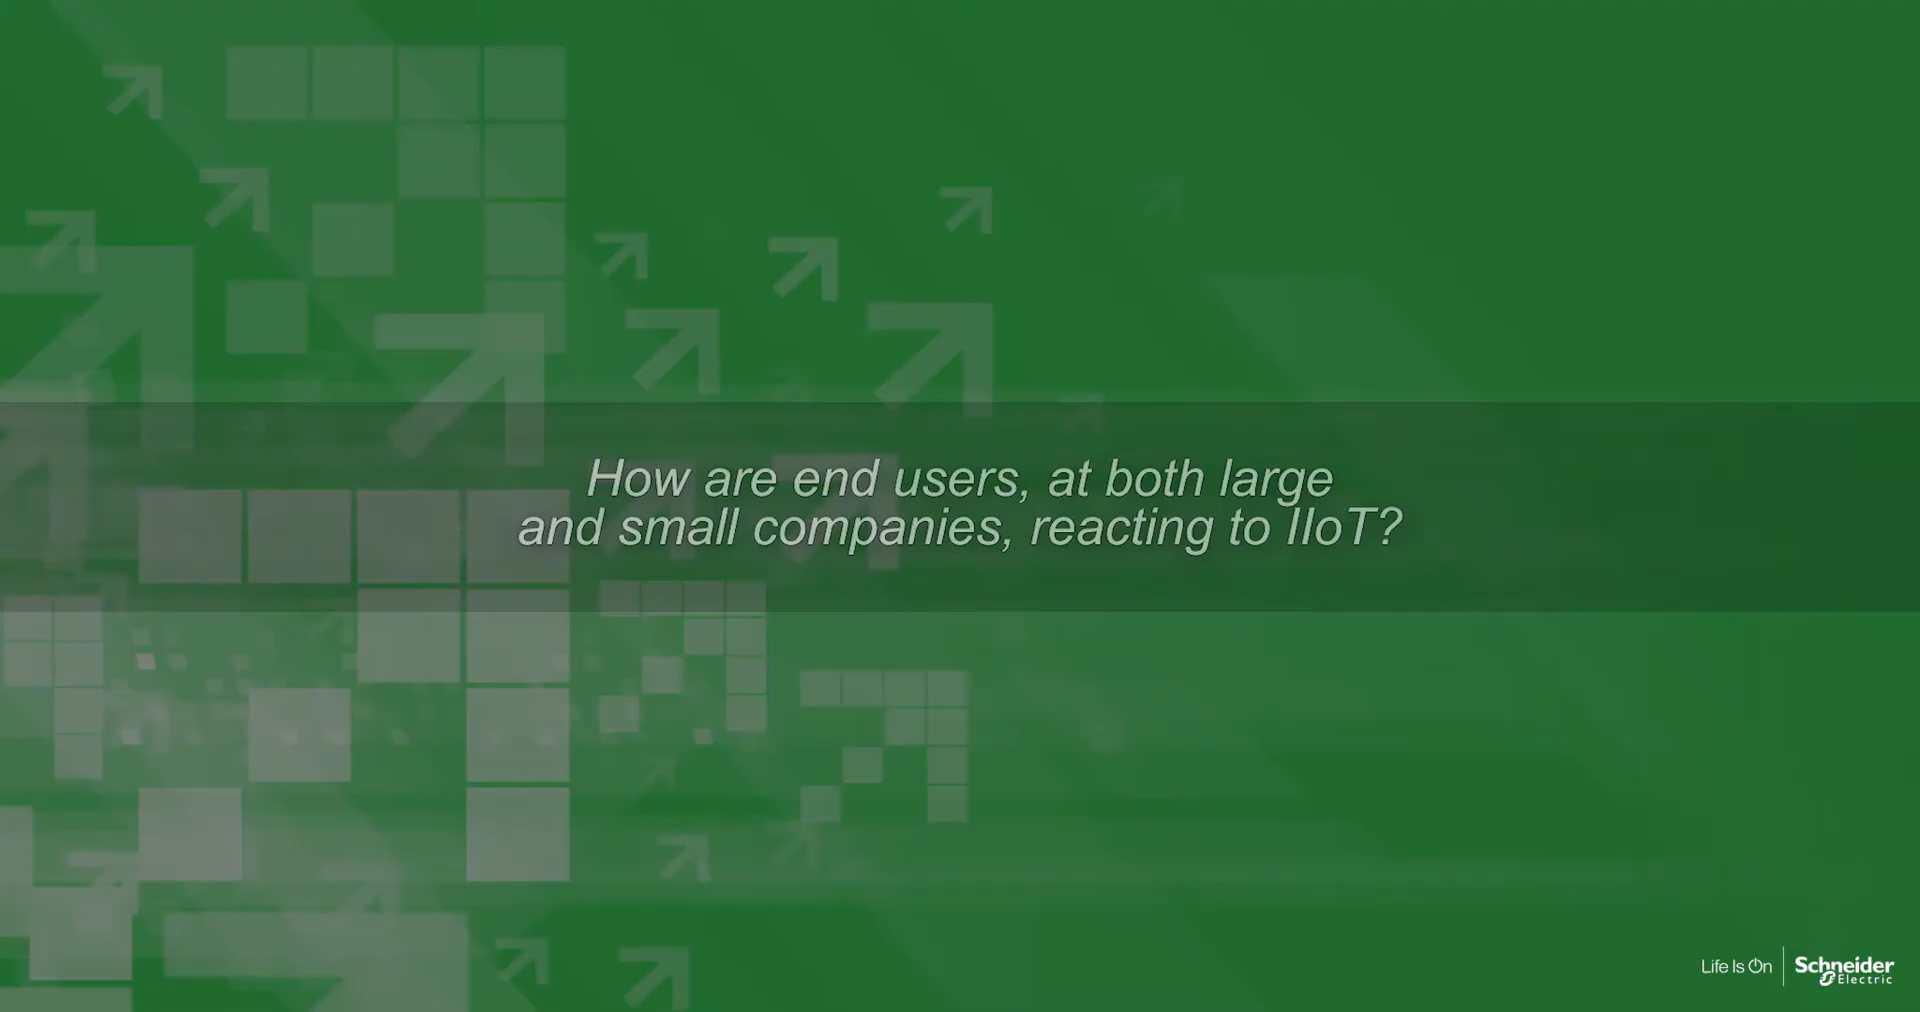 How are end users, at both large
and small companies, reacting to IIoT?
Life Is On
Schneider
Electric